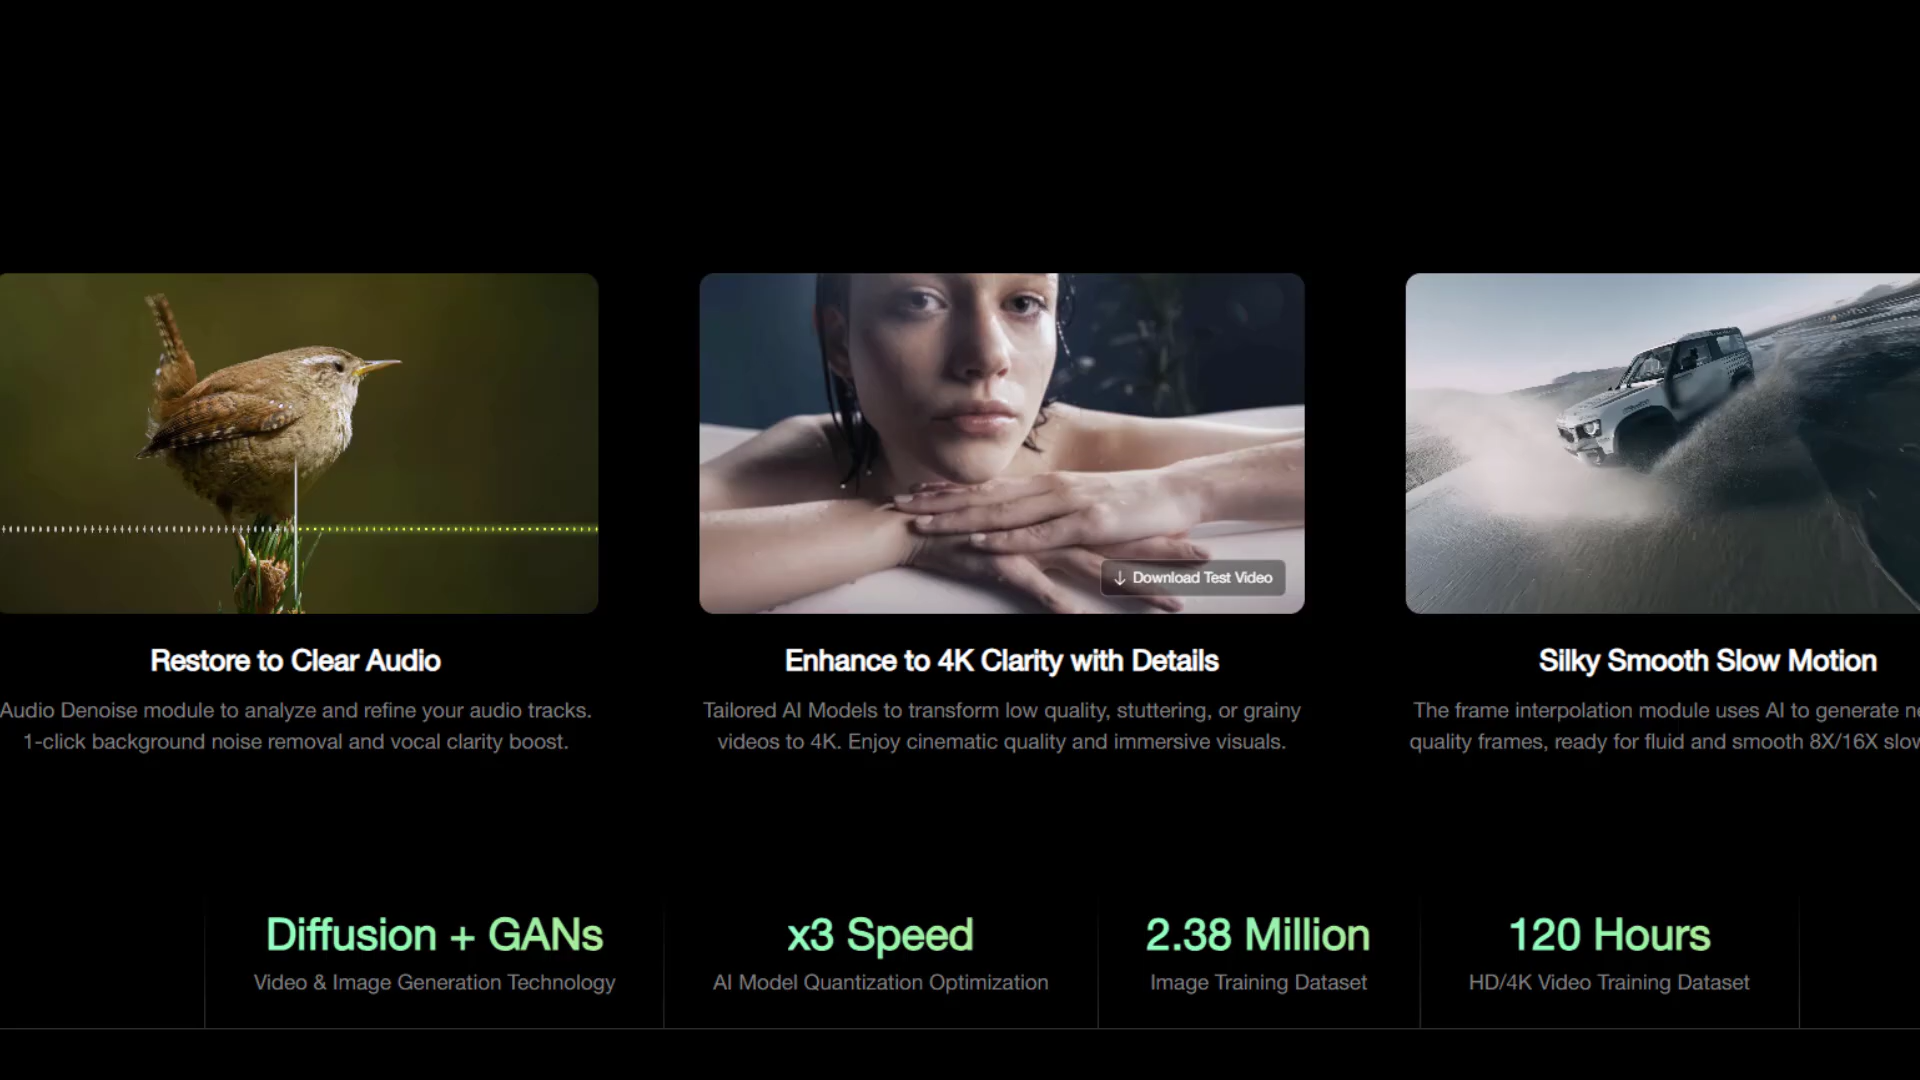 Download Test Video
Restore to Clear Audio
Audio Denoise module to analyze and refine your audio tracks.
1-click background noise removal and vocal clarity boost.
Enhance to 4K Clarity with Details
Tailored AI Models to transform low quality, stuttering, or grainy
videos to 4K. Enjoy cinematic quality and immersive visuals.
Silky Smooth Slow Motion
The frame interpolation module uses AI to generate
quality frames, ready for fluid and smooth 8X/16X
Diffusion + GANs
Video & Image Generation Technology
x3 Speed
AI Model Quantization Optimization
2.38 Million
Image Training Dataset
120 Hours
HD/4K Video Training Dataset